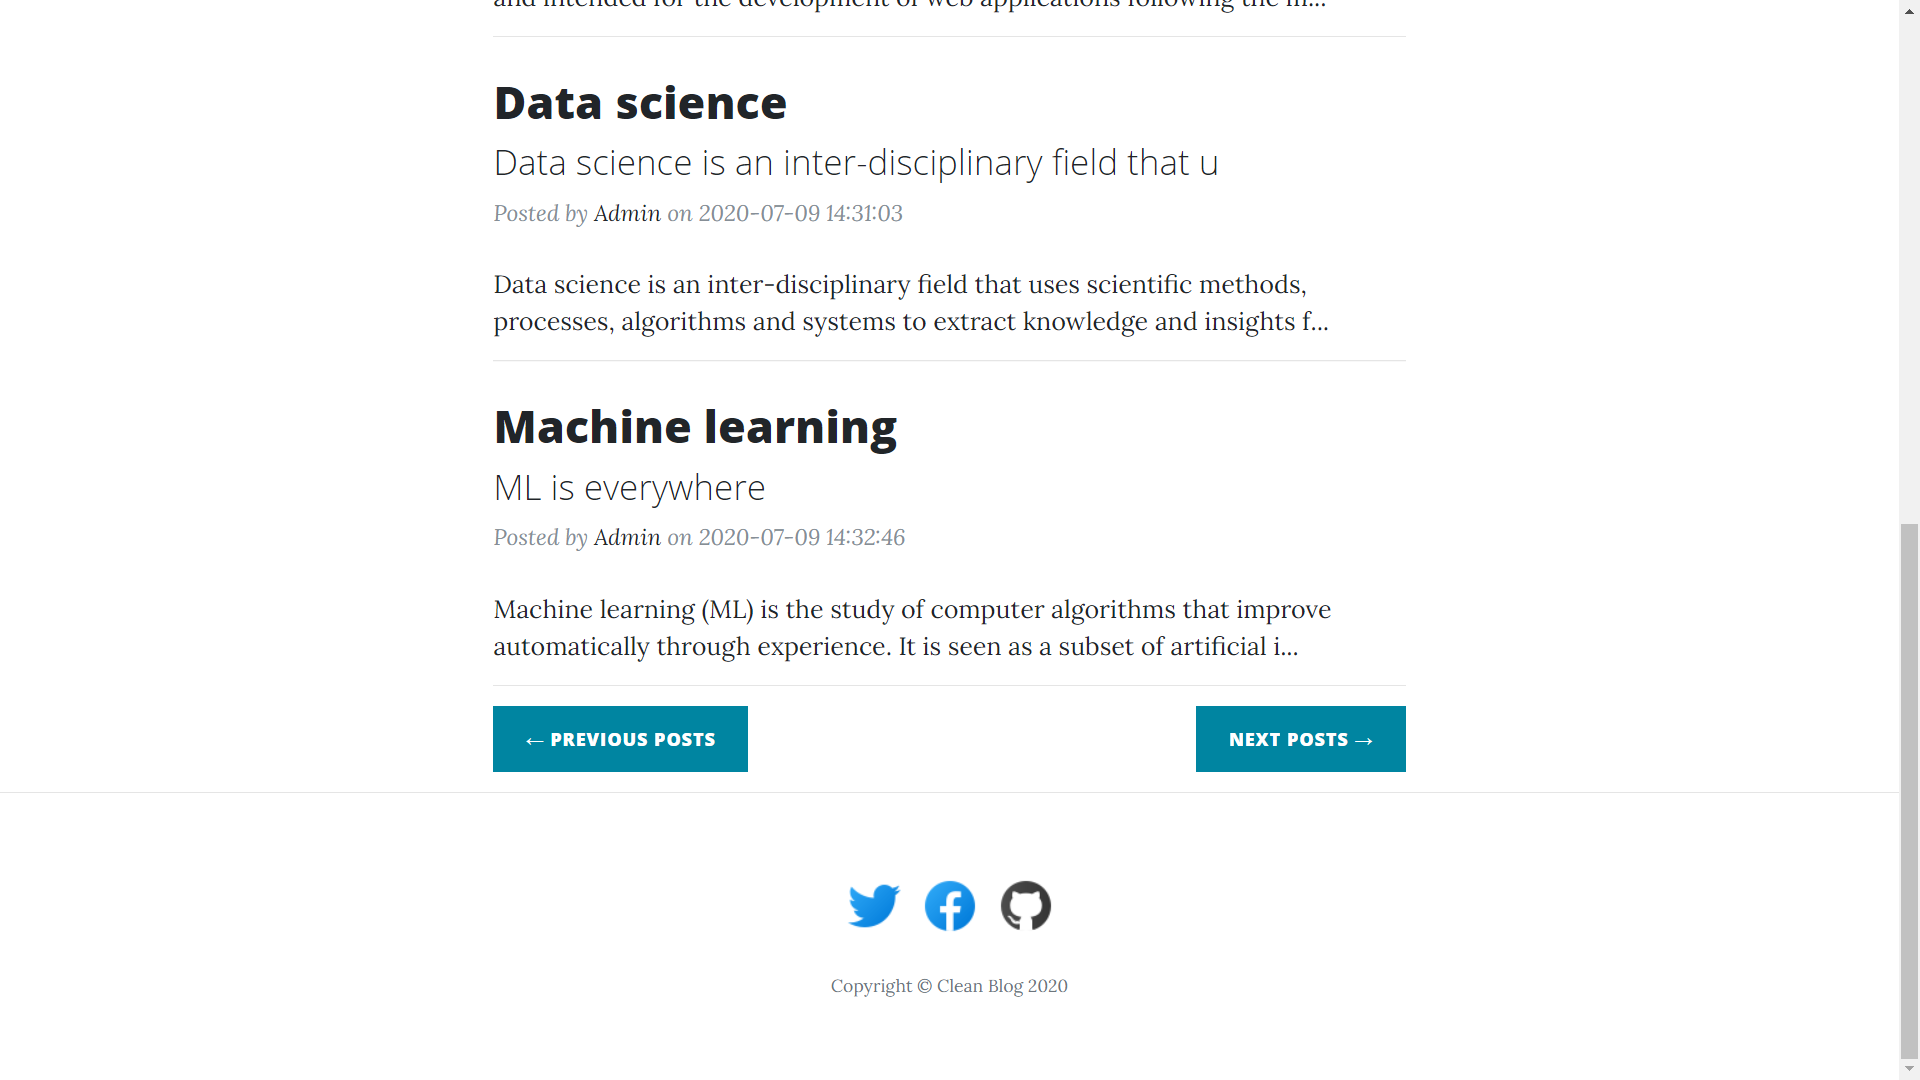 and intended for the development of web applications following the m...
Data science
Data science is an inter-disciplinary field that u
Posted by Admin on 2020-07-09 14:31:03
Data science is an inter-disciplinary field that uses scientific methods,
processes, algorithms and systems to extract knowledge and insights f...
Machine learning
ML is everywhere
Posted by Admin on 2020-07-09 14:32:46
Machine learning (ML) is the study of computer algorithms that improve
automatically through experience. It is seen as a subset of artificial i...
← PREVIOUS POSTS
NEXT POSTS →
Copyright © Clean Blog 2020